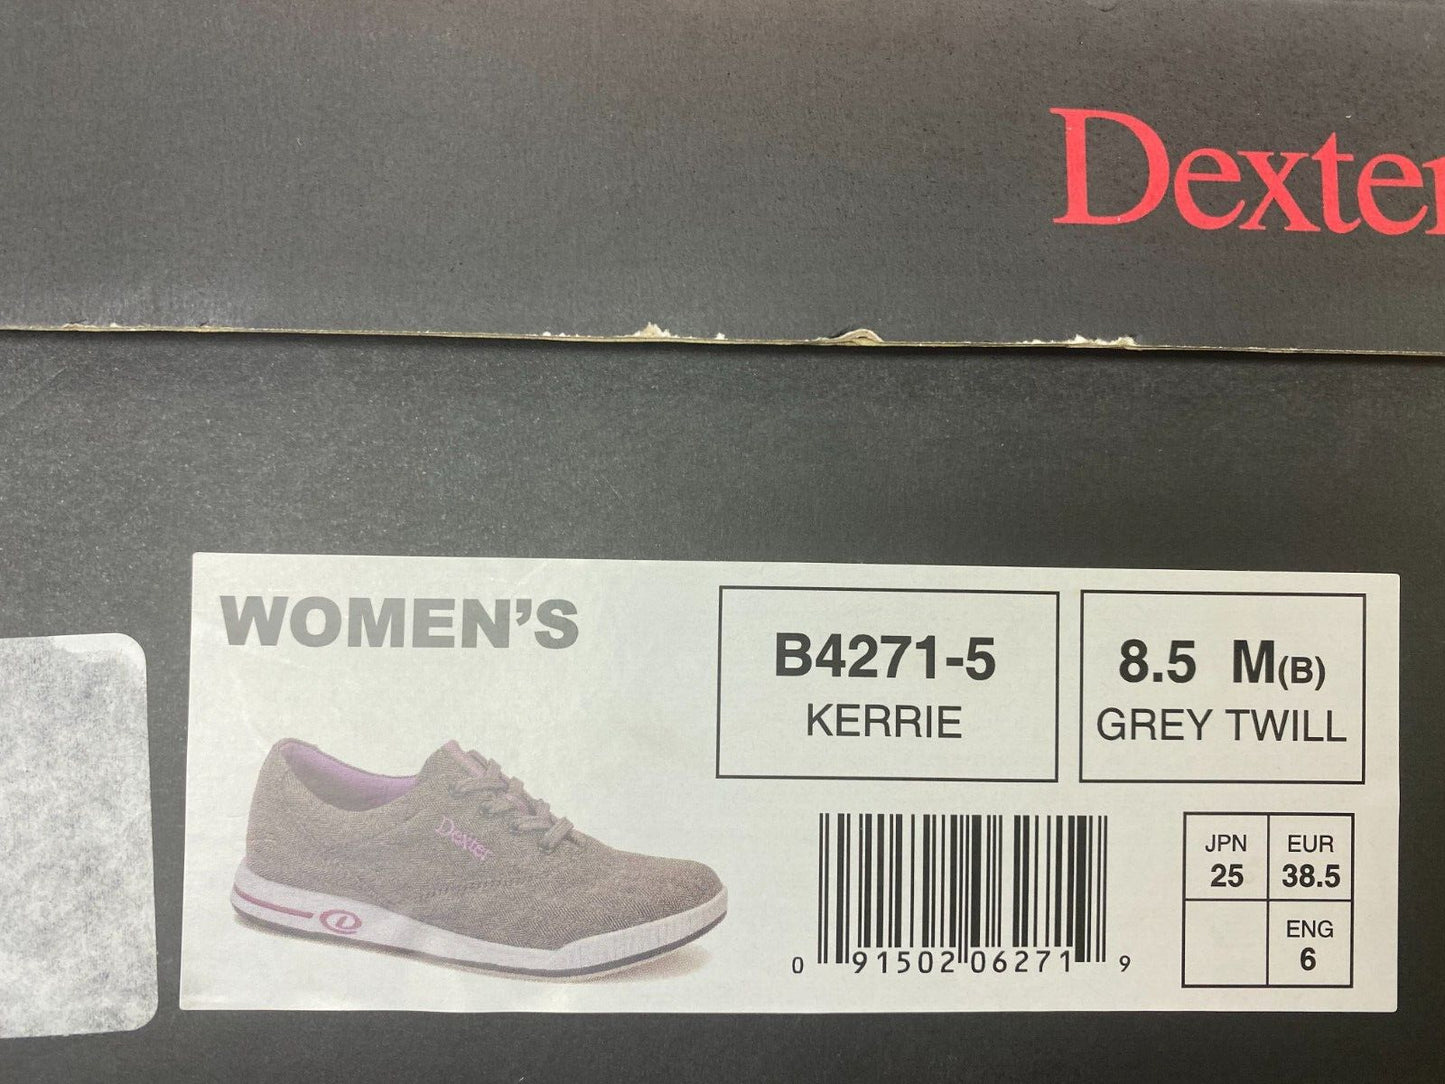 Dexter
WOMEN'S
B4271-5
KERRIE
8.5 M(B)
GREY TWILL
Dexter
D
JPN
25
EUR
38.5
ENG
6
0 91502 06271 9